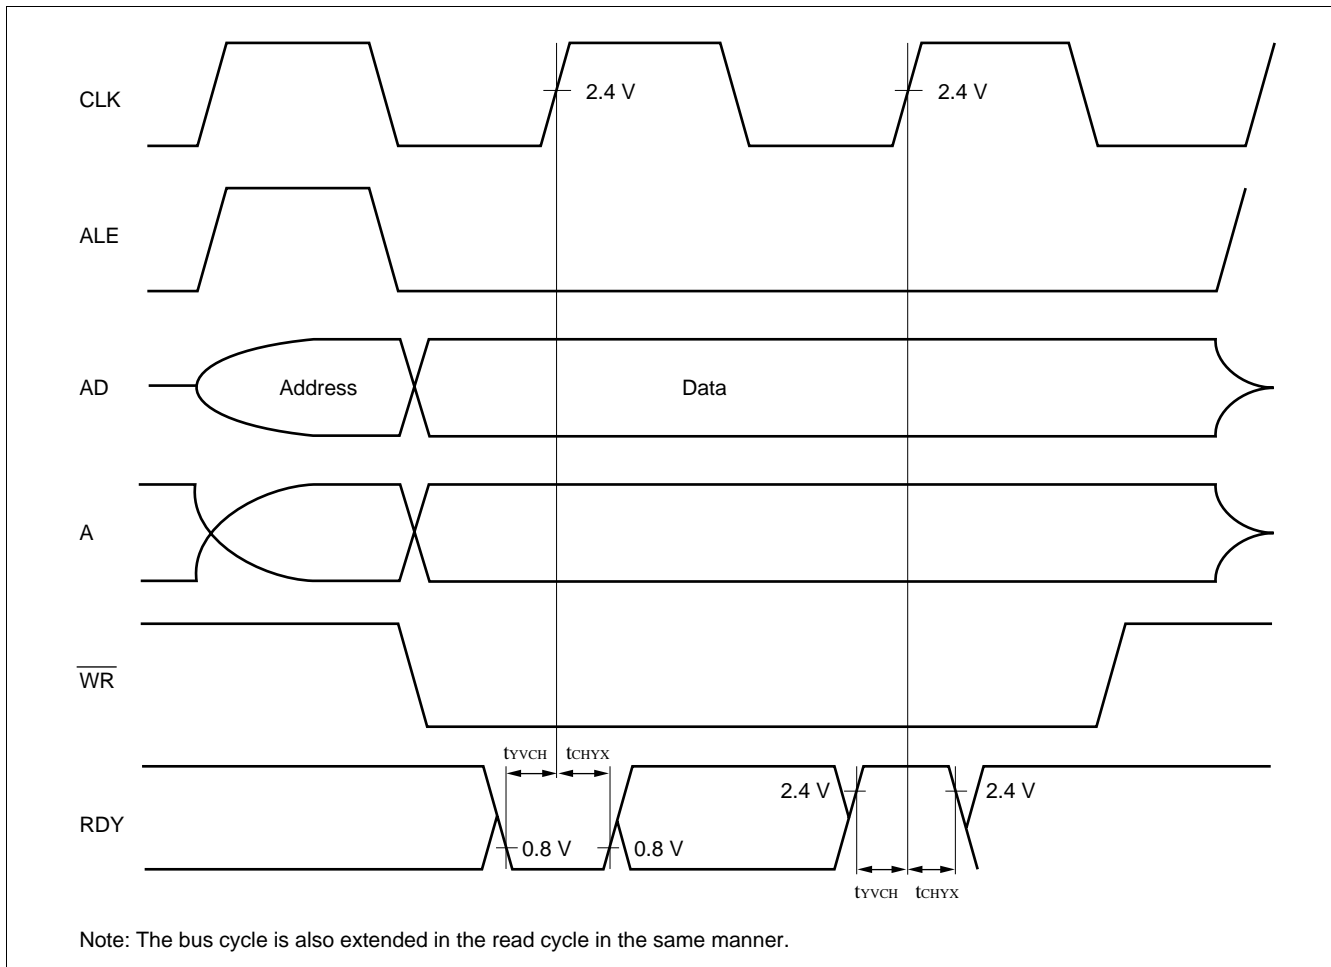 CLK
2.4 V
2.4 V
ALE
AD
Address
Data
A
WR
tYVCH
tCHYX
RDY
0.8 V
0.8 V
2.4 V
2.4 V
tYVCH
tCHYX
Note: The bus cycle is also extended in the read cycle in the same manner.